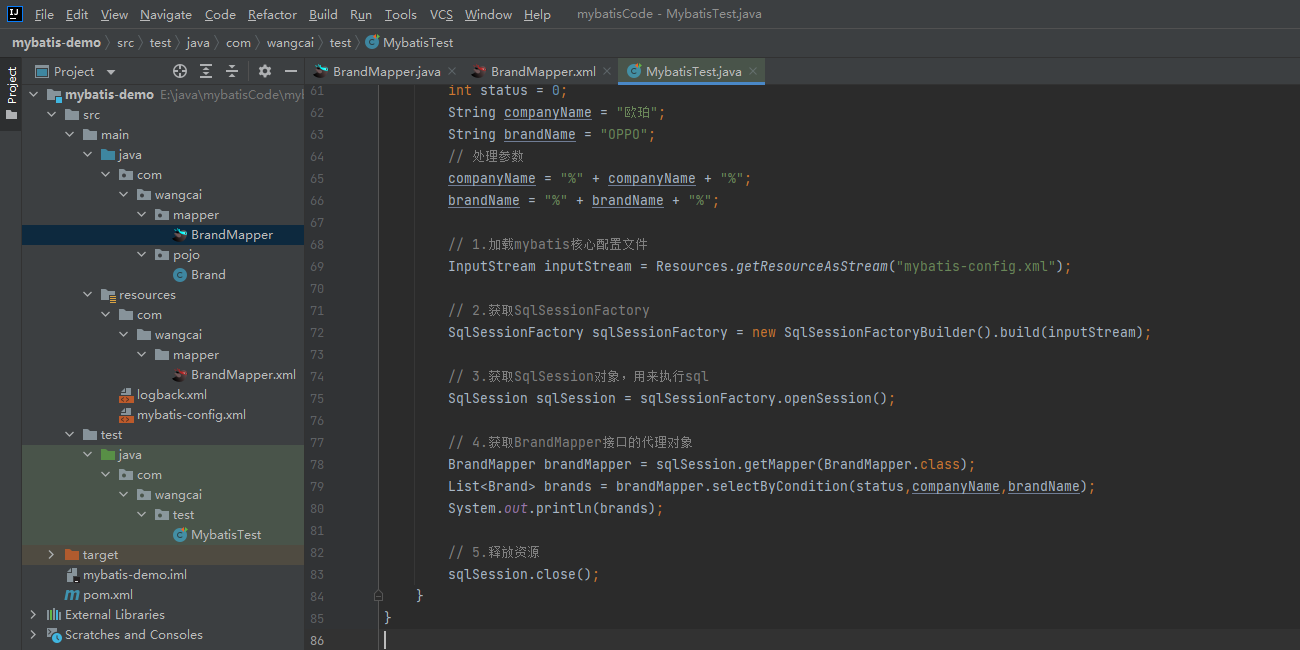 File Edit View Navigate Code Refactor Build Run Tools VCS Window Help mybatisCode - MybatisTest.java
mybatis-demo src test java com wangcai test MybatisTest
Project
Project
BrandMapper.java
BrandMapper.xml
MybatisTest.java
mybatis-demo E:\java\mybatisCode\myl
src
main
java
com
wangcai
mapper
BrandMapper
pojo
Brand
resources
com
wangcai
mapper
BrandMapper.xml
logback.xml
mybatis-config.xml
test
java
com
wangcai
test
MybatisTest
target
mybatis-demo.iml
pom.xml
External Libraries
Scratches and Consoles
61 int status = 0;
62 String companyName = "欧珀";
63 String brandName = "OPPO";
64 // 处理参数
65 companyName = "%" + companyName + "%";
66 brandName = "%" + brandName + "%";
67
68 // 1.加载mybatis核心配置文件
69 InputStream inputStream = Resources.getResourceAsStream("mybatis-config.xml");
70
71 // 2.获取SqlSessionFactory
72 SqlSessionFactory sqlSessionFactory = new SqlSessionFactoryBuilder().build(inputStream);
73
74 // 3.获取SqlSession对象，用来执行sql
75 SqlSession sqlSession = sqlSessionFactory.openSession();
76
77 // 4.获取BrandMapper接口的代理对象
78 BrandMapper brandMapper = sqlSession.getMapper(BrandMapper.class);
79 List<Brand> brands = brandMapper.selectByCondition(status,companyName,brandName);
80 System.out.println(brands);
81
82 // 5.释放资源
83 sqlSession.close();
84 }
85 }
86